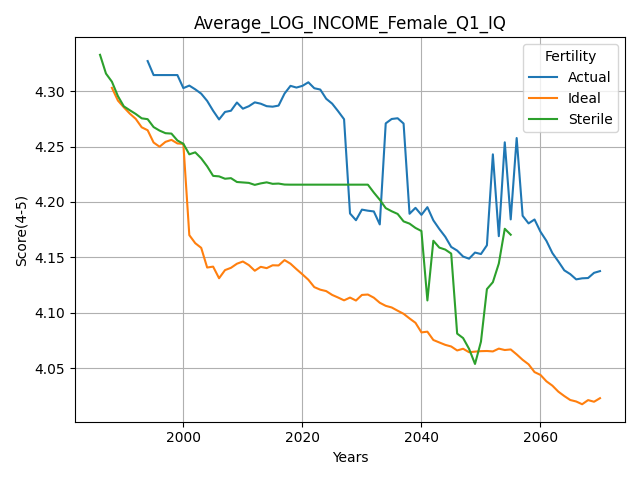 Average_LOG_INCOME_Female_Q1_IQ
Fertility
Actual
Ideal
Sterile
Score(4-5)
4.30
4.25
4.20
4.15
4.10
4.05
2000
2020
2040
2060
Years